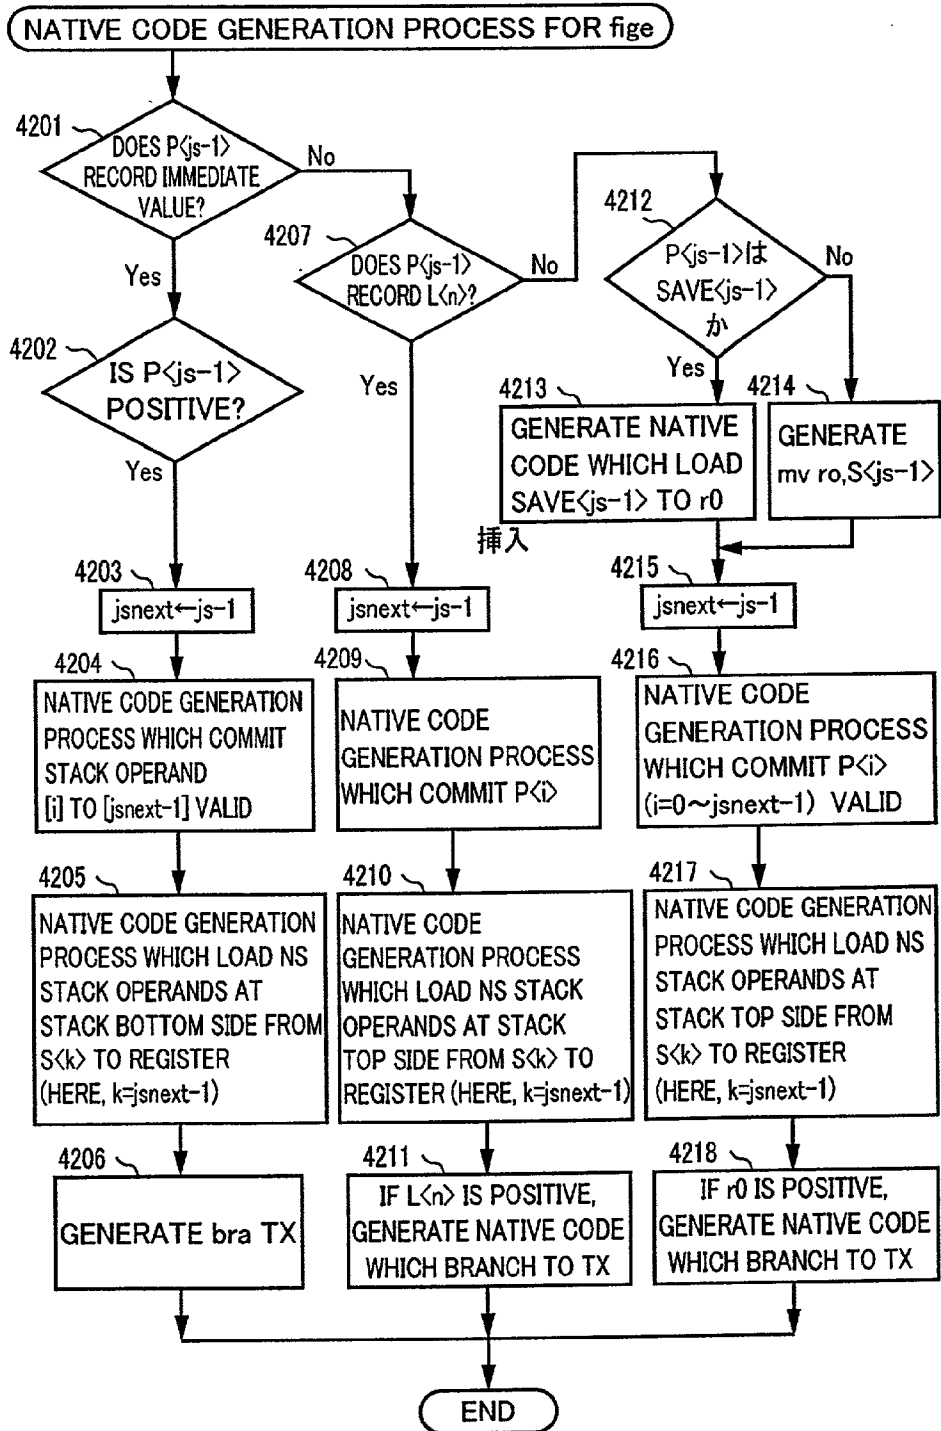 NATIVE CODE GENERATION PROCESS FOR fige
4201
DOES P<js-1>
RECORD IMMEDIATE
VALUE?
No
Yes
4202
IS P<js-1>
POSITIVE?
Yes
4203
jsnext←js-1
4204
NATIVE CODE GENERATION
PROCESS WHICH COMMIT
STACK OPERAND
[i] TO [jsnext-1] VALID
4205
NATIVE CODE GENERATION
PROCESS WHICH LOAD NS
STACK OPERANDS AT
STACK BOTTOM SIDE FROM
S<k> TO REGISTER
(HERE, k=jsnext-1)
4206
GENERATE bra TX
4207
DOES P<js-1>
RECORD L<n>?
No
Yes
4208
jsnext←js-1
4209
NATIVE CODE
GENERATION PROCESS
WHICH COMMIT P<i>
4210
NATIVE CODE
GENERATION PROCESS
WHICH LOAD NS STACK
OPERANDS AT STACK
TOP SIDE FROM S<k> TO
REGISTER (HERE, k=jsnext-1)
4211
IF L<n> IS POSITIVE,
GENERATE NATIVE CODE
WHICH BRANCH TO TX
4212
P<js-1>は
SAVE<js-1>
か
No
Yes
4213
GENERATE NATIVE
CODE WHICH LOAD
SAVE<js-1> TO r0
4214
GENERATE
mv ro,S<js-1>
挿入
4215
jsnext←js-1
4216
NATIVE CODE
GENERATION PROCESS
WHICH COMMIT P<i>
(i=0～jsnext-1) VALID
4217
NATIVE CODE GENERATION
PROCESS WHICH LOAD NS
STACK OPERANDS AT
STACK TOP SIDE FROM
S<k> TO REGISTER
(HERE, k=jsnext-1)
4218
IF r0 IS POSITIVE,
GENERATE NATIVE CODE
WHICH BRANCH TO TX
END